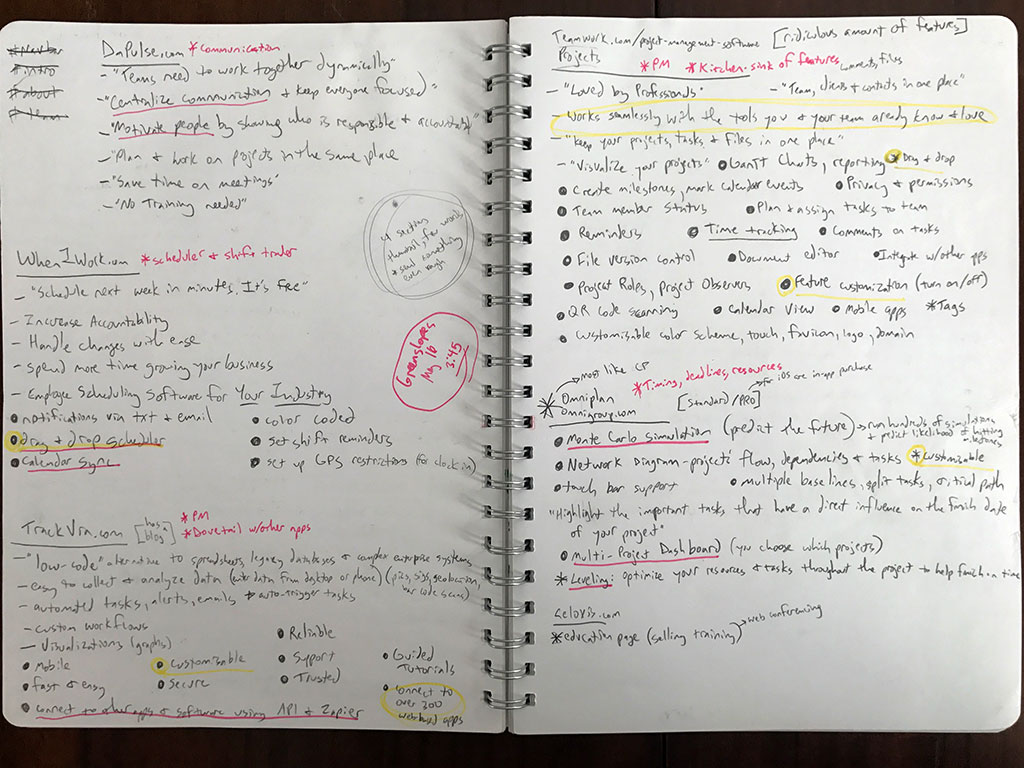 *Navbar
*intro
*about
*team
DaPulse.com *Communication
- "Teams need to work together dynamically"
- "Centralize communication & keep everyone focused"
- "Motivate people by showing who is responsible & accountable"
- "Plan & work on projects in the same place
- "Save time on meetings"
- "No Training needed"
4 section
thumbnail, few words
*send something
even rough
WhenIWork.com *scheduler & shift trader
- "Schedule next week in minutes. It's free"
- Increase Accountability
- Handle changes with ease
- Spend more time growing your business
- Employee Scheduling Software for Your Industry
• notifications via txt & email • color coded
• drag & drop scheduler • set shift reminders
• Calendar Sync • set up GPS restrictions (for clock in)
Greenslopes
May 16
3:45
TrackVia.com [has blog] *PM
*Dovetail w/other apps
- "low-code" alternative to spreadsheets, legacy databases & complex enterprise systems
- easy to collect & analyze data (enter data from desktop or phone) (pics, sigs, geolocation,
bar code scans)
- automated tasks, alerts, emails auto-trigger tasks
- custom workflows
- Visualizations (graphs) • Reliable
• Mobile • Customizable • Support • Guided Tutorials
• fast & easy • Secure • Trusted • Connect to
over 200
web based apps
• Connect to other apps & software using API & Zapier
Teamwork.com/project-management-software [ridiculous amount of features]
Projects *PM *Kitchen-sink of features comments, files
- "Loved by Professionals" - "Team, clients & contacts in one place"
- Works seamlessly with the tools you & your team already know & love
- "Keep your projects, tasks & files in one place"
- "Visualize your projects" • Gantt Charts, reporting *Drag & drop
• Create milestones, mark calendar events • Privacy & permissions
• Team member Status • Plan & assign tasks to team
• Reminders • Time tracking • Comments on tasks
• File version control • Document editor • Integrate w/other apps
• Project Roles, project Observers • Feature customization (turn on/off)
• QR code scanning • Calendar View • Mobile apps *Tags
• Customizable color scheme, touch, favicon, logo, domain
most like CP
*Timing, deadlines, resources
for iOS are in-app purchase
* Omniplan [Standard/PRO]
Omnigroup.com
• Monte Carlo Simulation (predict the future) run hundreds of simulations
& predict likelihood of hitting
• Network Diagram - projects' flow, dependencies & tasks *customizable
• touch bar support • multiple baselines, split tasks, critical path
"Highlight the important tasks that have a direct influence on the finish date
of your project"
• Multi-Project Dashboard (you choose which projects)
* Leveling: optimize your resources & tasks throughout the project to help finish on time
web conferencing
*education page (selling training)